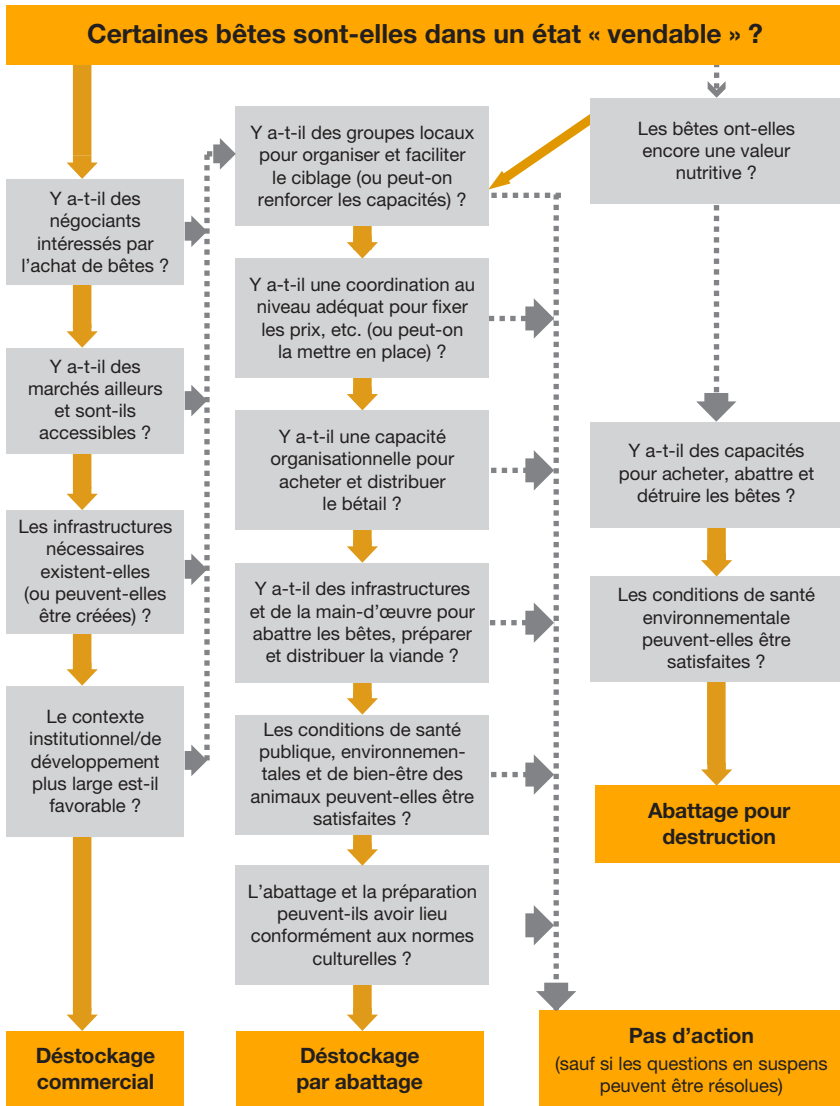 Certaines bêtes sont-elles dans un état « vendable » ?
Y a-t-il des
négociants
intéressés par
l’achat de bêtes ?
Y a-t-il des
marchés ailleurs
et sont-ils
accessibles ?
Les infrastructures
nécessaires
existent-elles
(ou peuvent-elles
être créées) ?
Le contexte
institutionnel/de
développement
plus large est-il
favorable ?
Déstockage
commercial
Y a-t-il des groupes locaux
pour organiser et faciliter
le ciblage (ou peut-on
renforcer les capacités) ?
Y a-t-il une coordination au
niveau adéquat pour fixer
les prix, etc. (ou peut-on
la mettre en place) ?
Y a-t-il une capacité
organisationnelle pour
acheter et distribuer
le bétail ?
Y a-t-il des infrastructures
et de la main-d’œuvre pour
abattre les bêtes, préparer
et distribuer la viande ?
Les conditions de santé
publique, environnemen-
tales et de bien-être des
animaux peuvent-elles être
satisfaites ?
L’abattage et la préparation
peuvent-ils avoir lieu
conformément aux normes
culturelles ?
Déstockage
par abattage
Les bêtes ont-elles
encore une valeur
nutritive ?
Y a-t-il des capacités
pour acheter, abattre et
détruire les bêtes ?
Les conditions de santé
environnementale
peuvent-elles être
satisfaites ?
Abattage pour
destruction
Pas d’action
(sauf si les questions en suspens
peuvent être résolues)